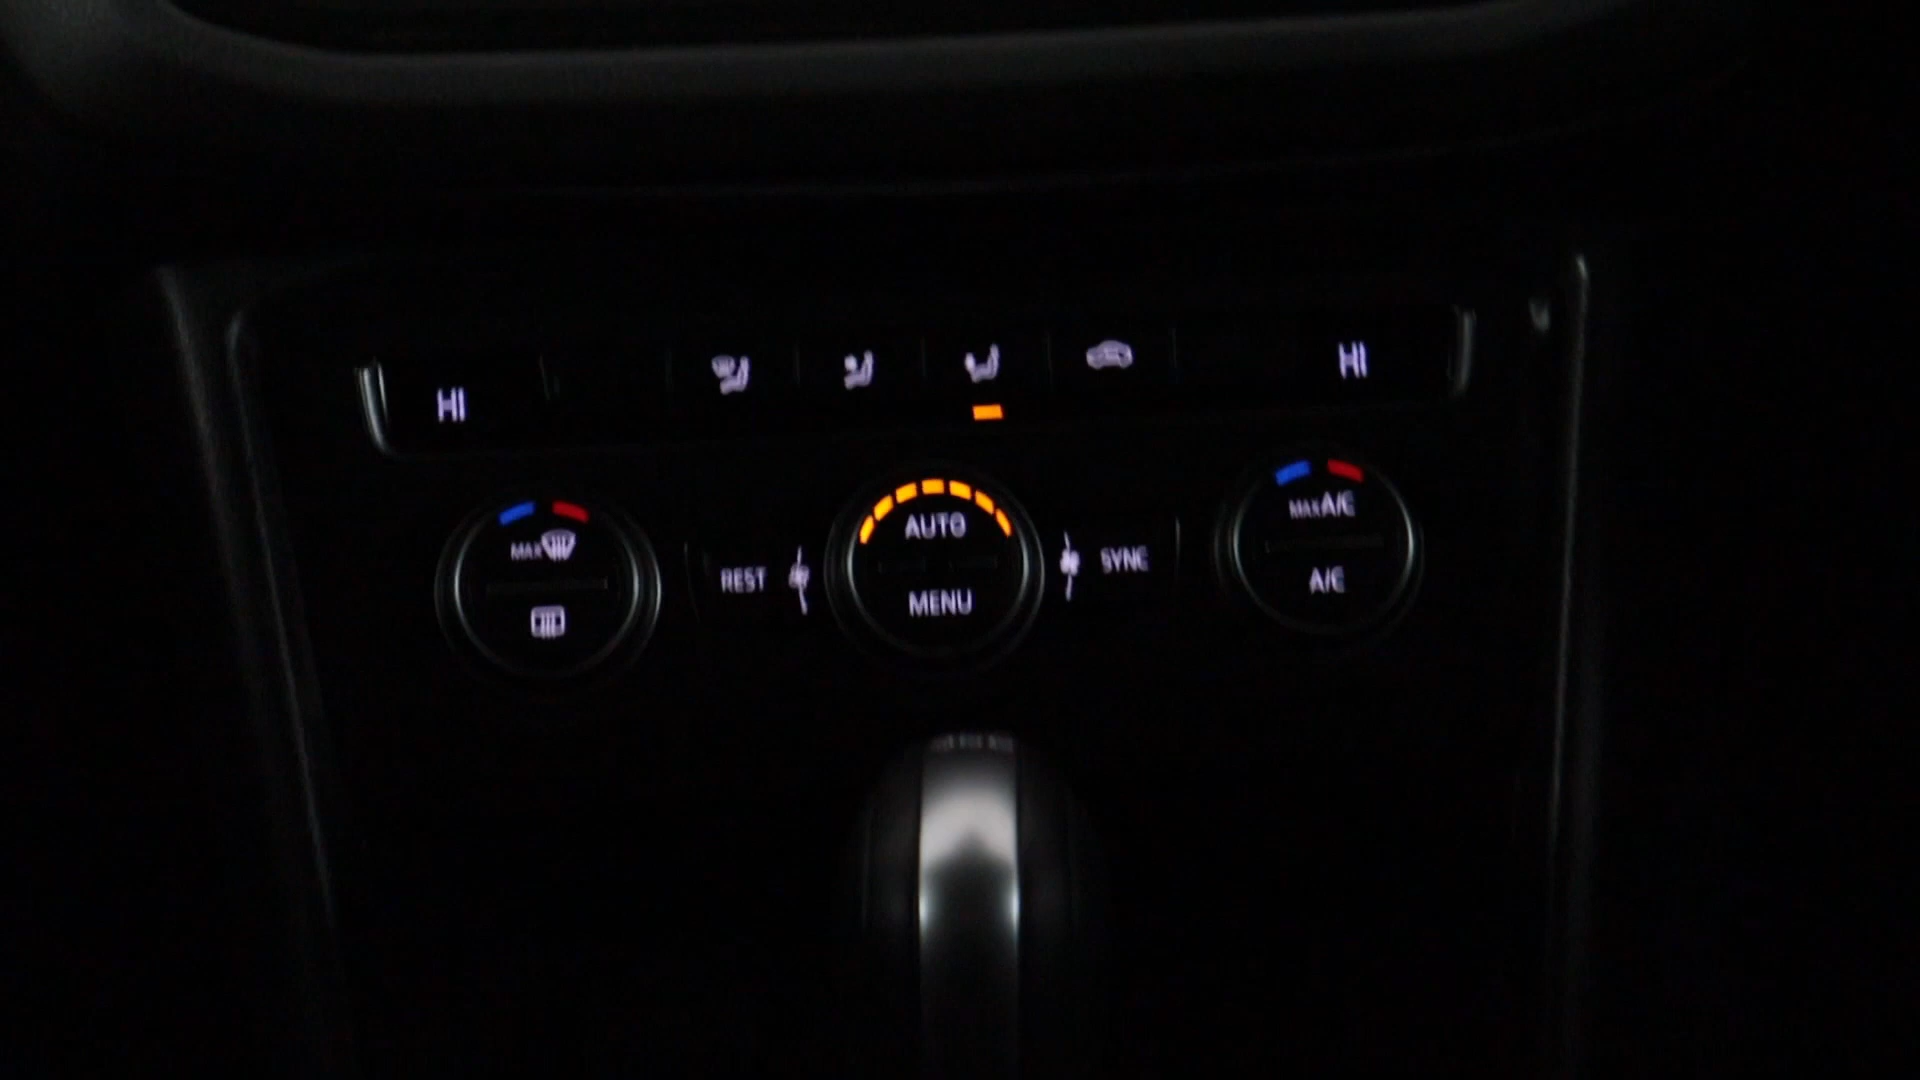 HI
HI
MAX
AUTO
MAX A/C
REST
SYNC
MENU
A/C